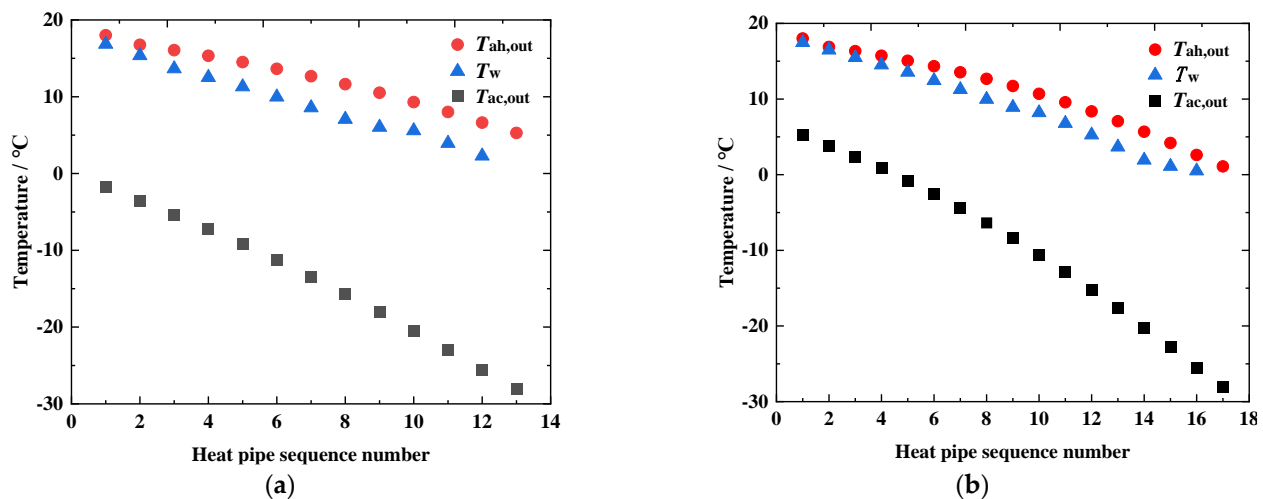 20
10
0
-10
-20
-30
Temperature / °C
Tah,out
Tw
Tac,out
0 2 4 6 8 10 12 14
Heat pipe sequence number
(a)
20
10
0
-10
-20
-30
Temperature / °C
Tah,out
Tw
Tac,out
0 2 4 6 8 10 12 14 16 18
Heat pipe sequence number
(b)